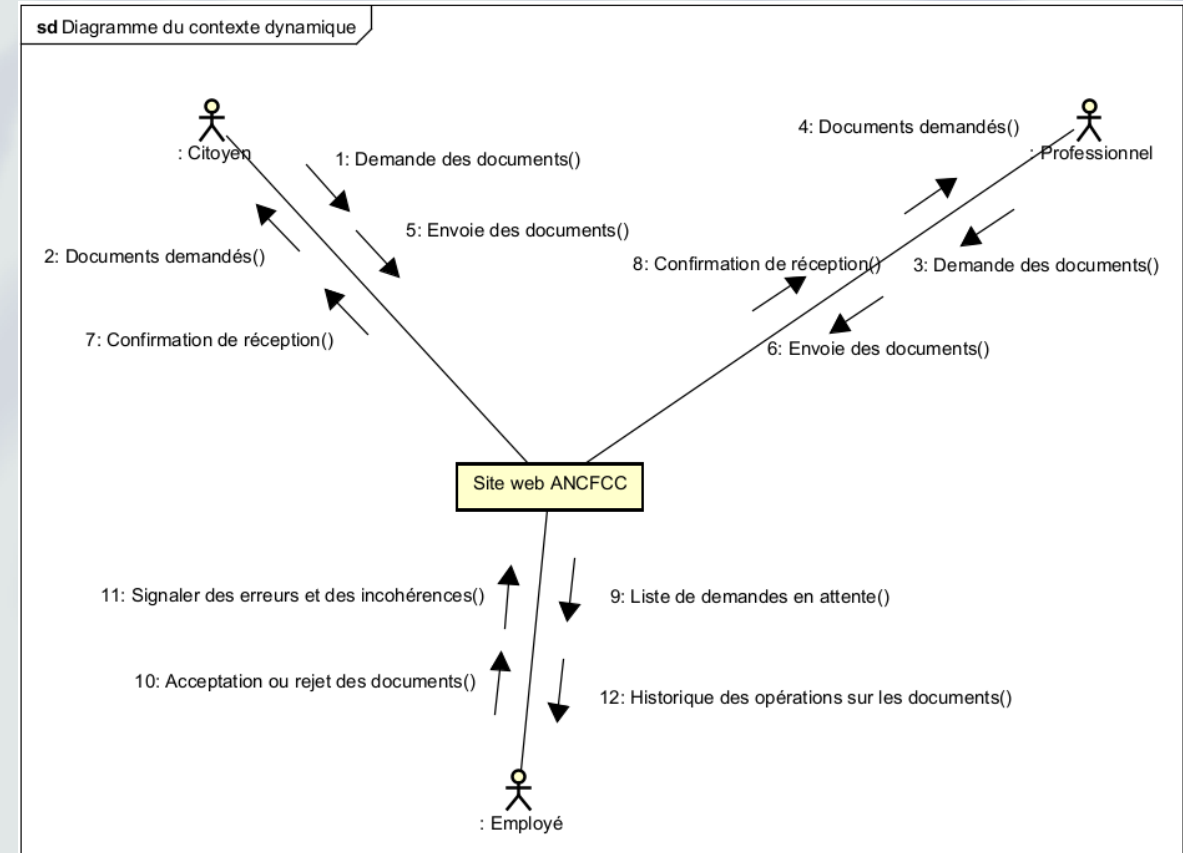 sd Diagramme du contexte dynamique
4: Documents demandés()
: Citoyen
: Professionnel
1: Demande des documents()
5: Envoie des documents()
2: Documents demandés()
8: Confirmation de réception()
3: Demande des documents()
7: Confirmation de réception()
6: Envoie des documents()
Site web ANCFCC
11: Signaler des erreurs et des incohérences()
9: Liste de demandes en attente()
10: Acceptation ou rejet des documents()
12: Historique des opérations sur les documents()
: Employé